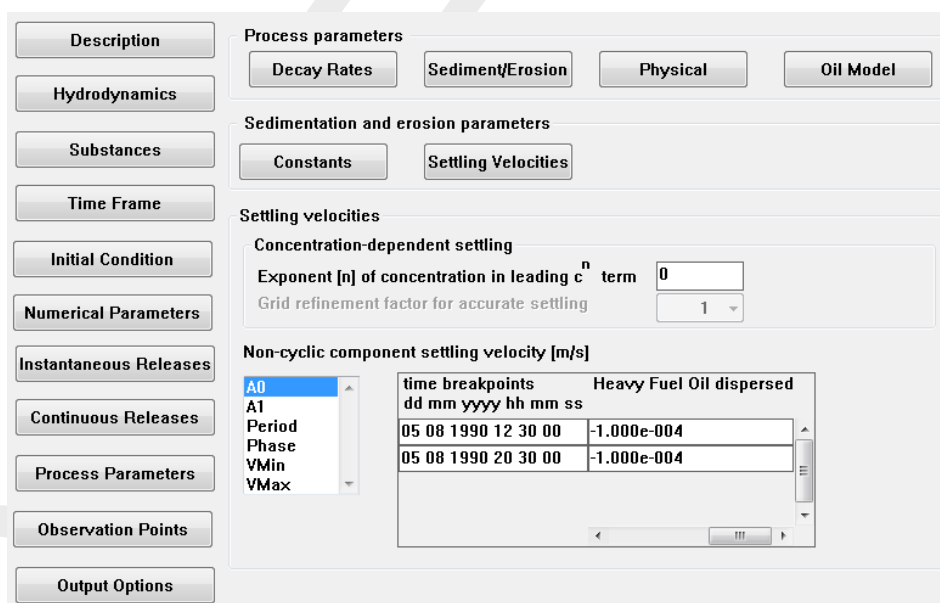 Description
Hydrodynamics
Substances
Time Frame
Initial Condition
Numerical Parameters
Instantaneous Releases
Continuous Releases
Process Parameters
Observation Points
Output Options
Process parameters
Decay Rates Sediment/Erosion Physical Oil Model
Sedimentation and erosion parameters
Constants Settling Velocities
Settling velocities
Concentration-dependent settling
Exponent [n] of concentration in leading c^n term 0
Grid refinement factor for accurate settling 1
Non-cyclic component settling velocity [m/s]
A0
A1
Period
Phase
VMin
VMax
time breakpoints Heavy Fuel Oil dispersed
dd mm yyyy hh mm ss
05 08 1990 12 30 00 -1.000e-004
05 08 1990 20 30 00 -1.000e-004